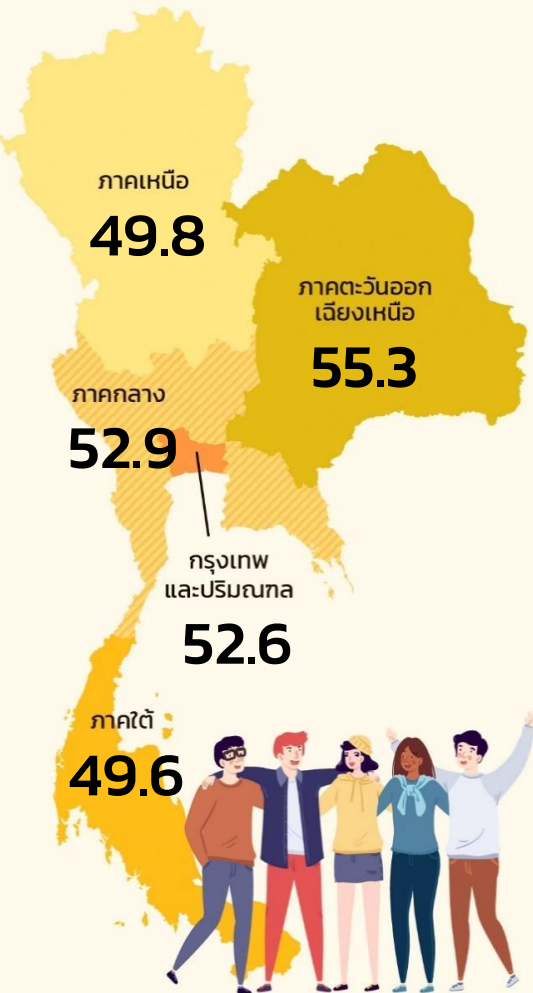 ภาคเหนือ
49.8
ภาคตะวันออก
เฉียงเหนือ
55.3
ภาคกลาง
52.9
กรุงเทพ
และปริมณฑล
52.6
ภาคใต้
49.6